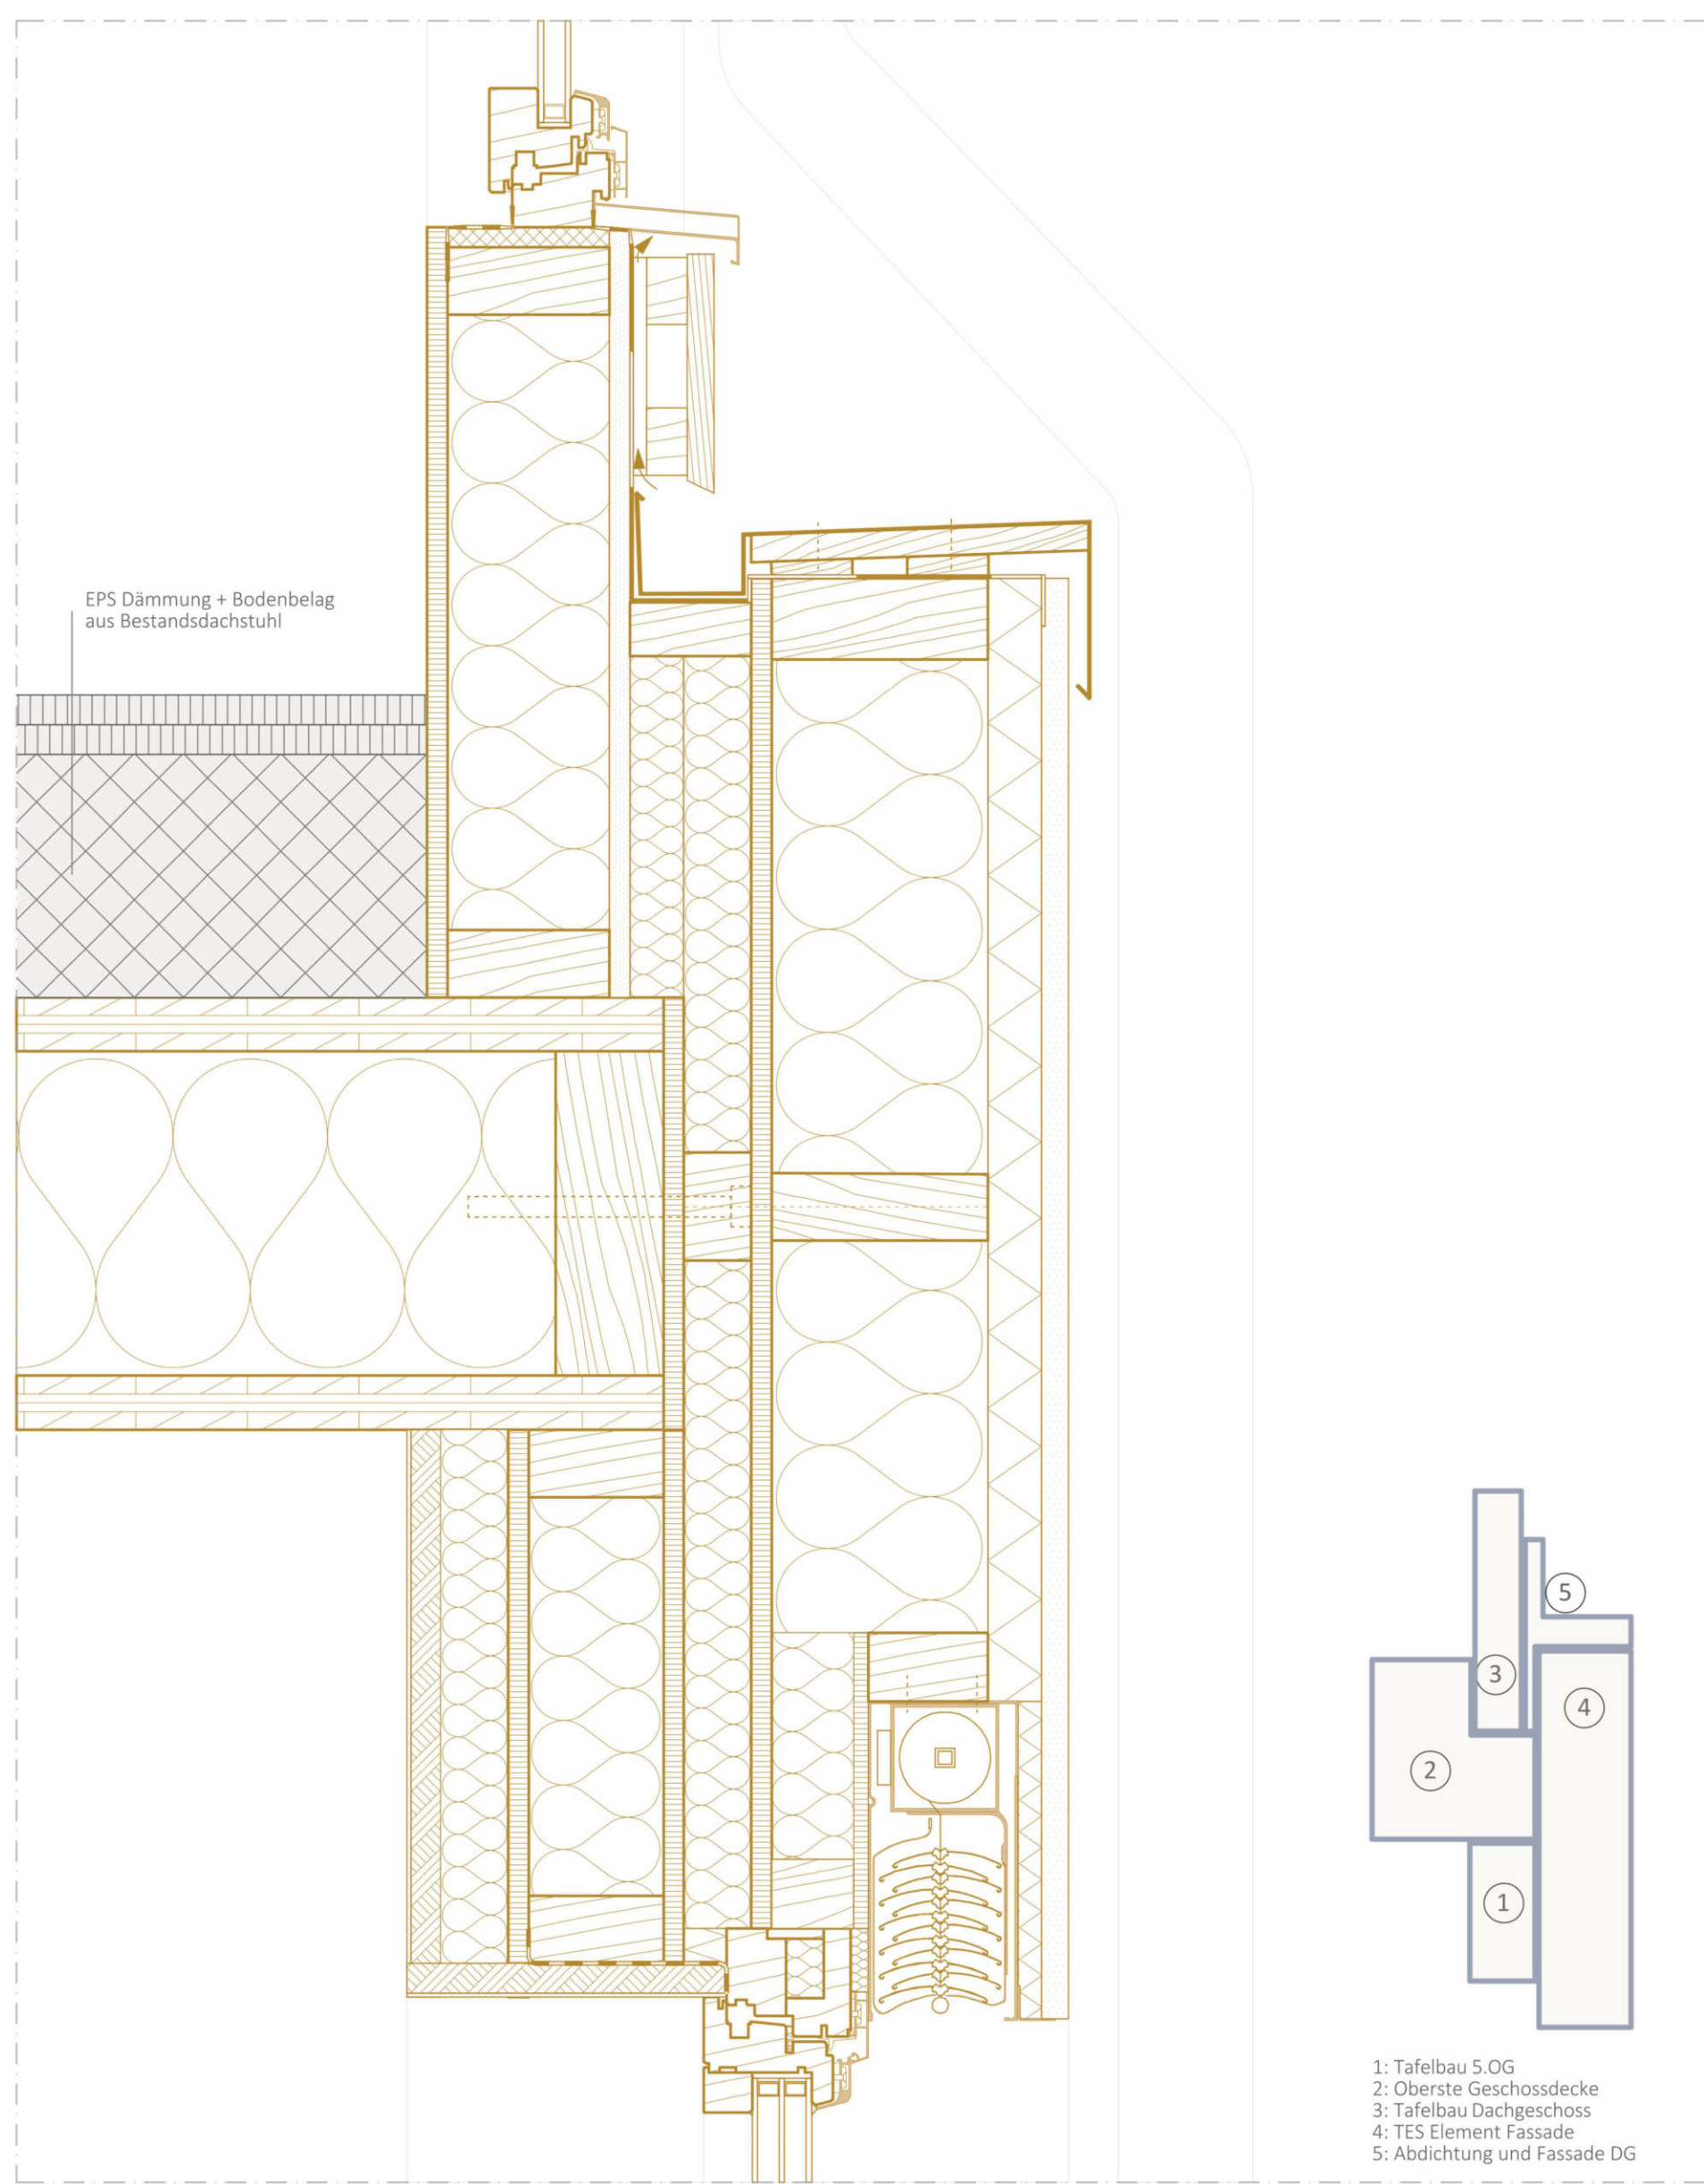 EPS Dämmung + Bodenbelag
aus Bestandsdachstuhl
5
3
4
2
1
1: Tafelbau 5.OG
2: Oberste Geschossdecke
3: Tafelbau Dachgeschoss
4: TES Element Fassade
5: Abdichtung und Fassade DG